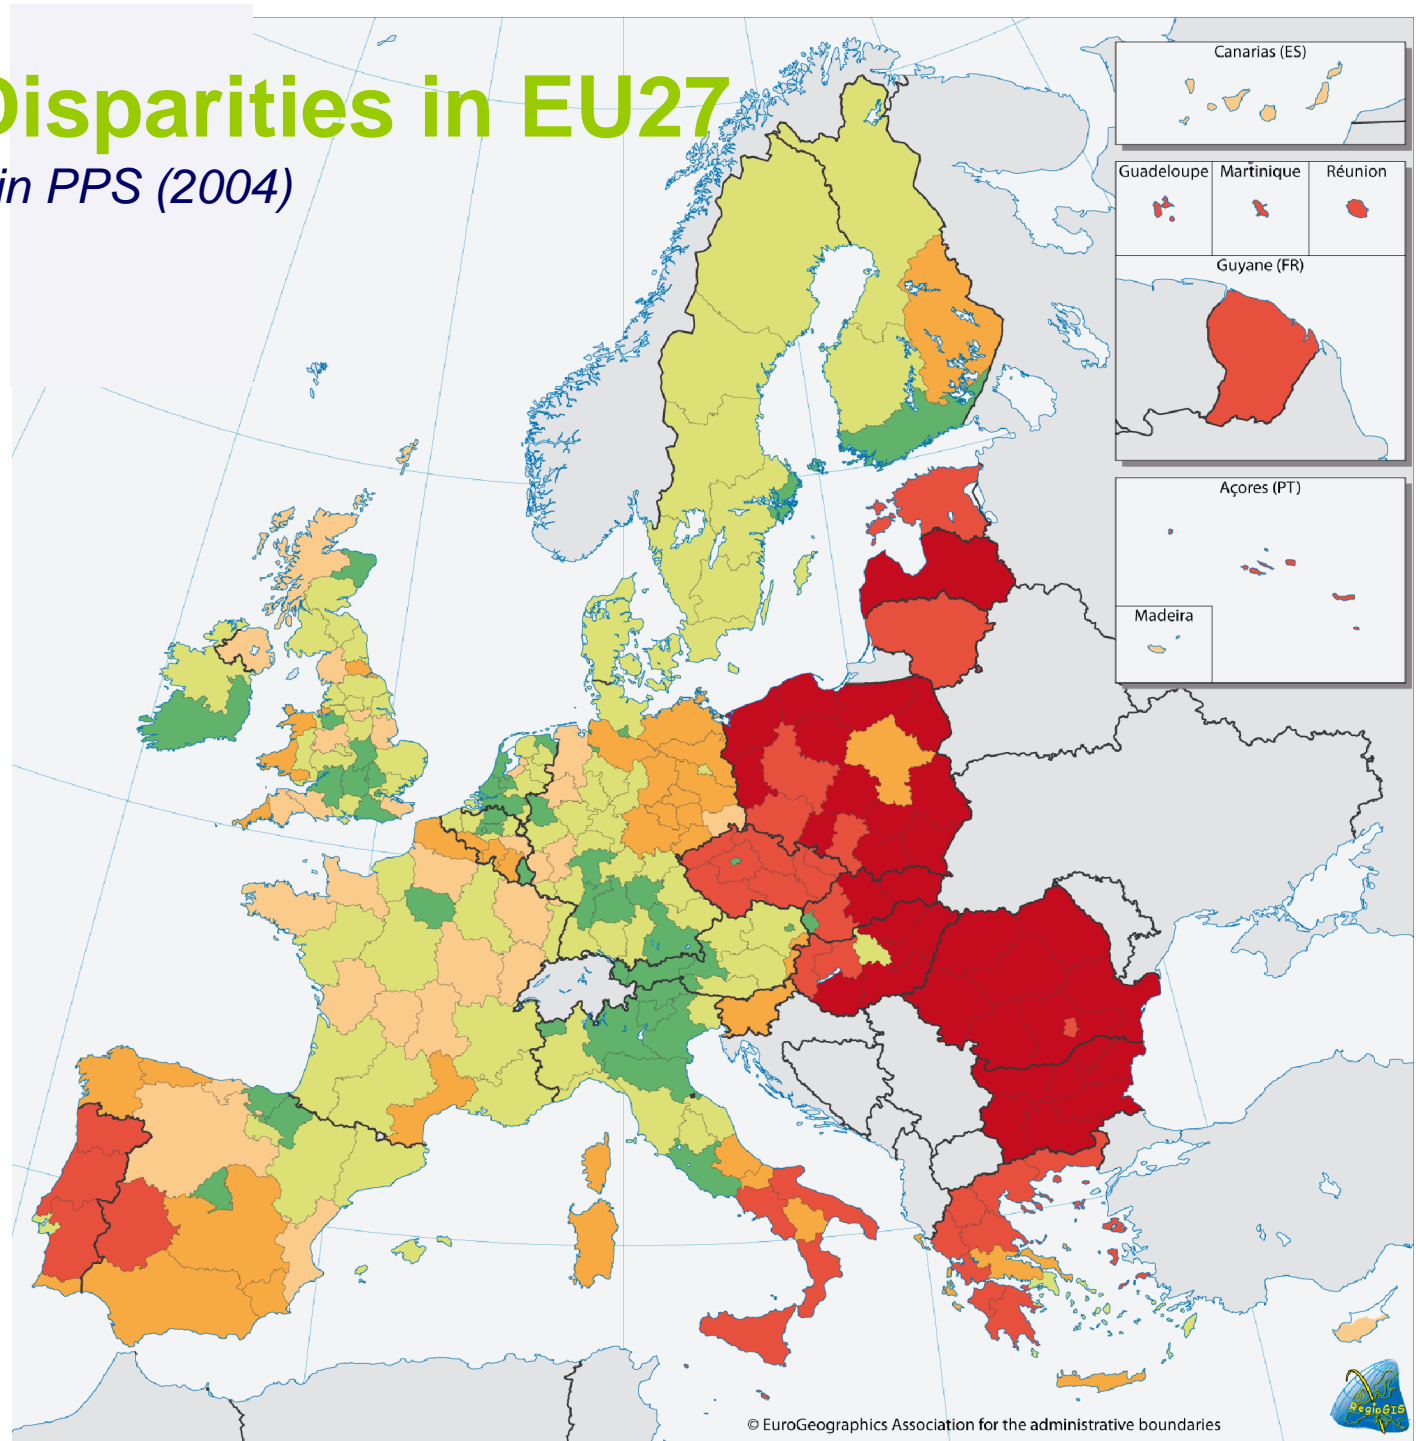 Disparities in EU27
in PPS (2004)
Canarias (ES)
Guadeloupe
Martinique
Réunion
Guyane (FR)
Açores (PT)
Madeira
© EuroGeographics Association for the administrative boundaries
RegioGIS